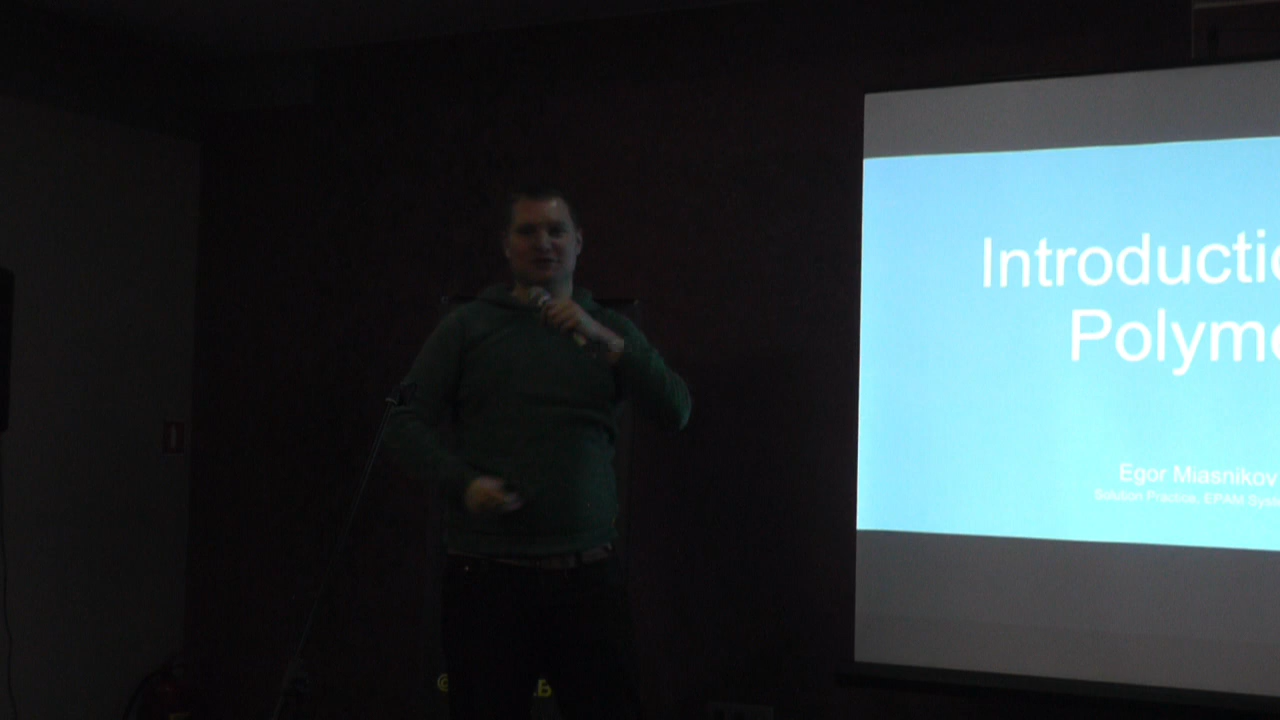 Introductio
Polyme
Egor Miasnikov
Solution Practice, EPAM Syste